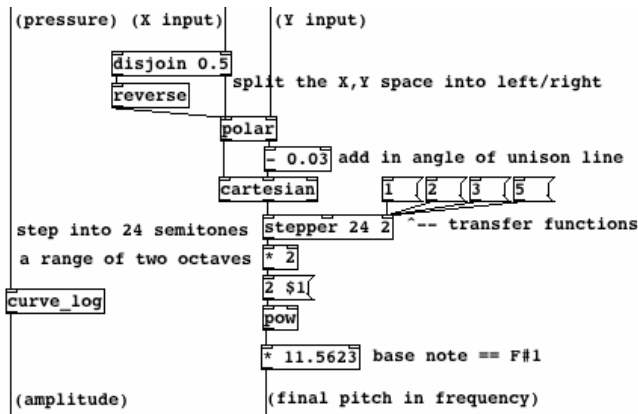 (pressure) (X input) (Y input)
disjoin 0.5
split the X,Y space into left/right
reverse
polar
- 0.03 add in angle of unison line
cartesian 1 2 3 5
step into 24 semitones stepper 24 2 ^-- transfer functions
a range of two octaves * 2
2 $1
curve_log
pow
* 11.5623 base note == F#1
(amplitude) (final pitch in frequency)